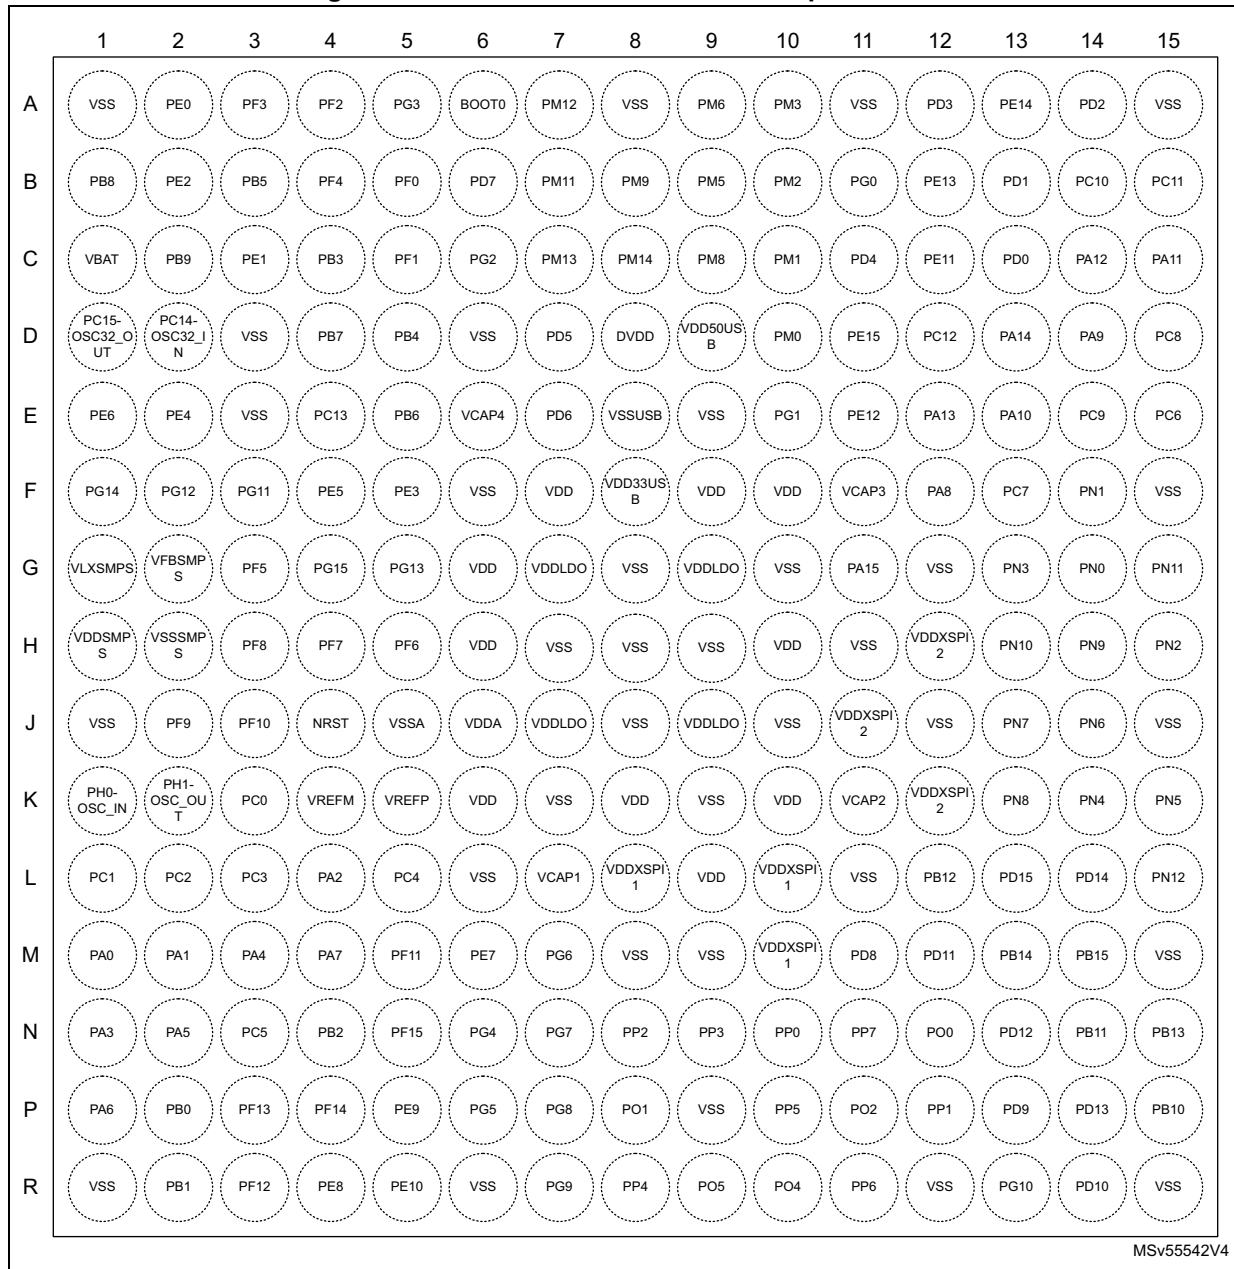 1 2 3 4 5 6 7 8 9 10 11 12 13 14 15
A VSS PE0 PF3 PF2 PG3 BOOT0 PM12 VSS PM6 PM3 VSS PD3 PE14 PD2 VSS
B PB8 PE2 PB5 PF4 PF0 PD7 PM11 PM9 PM5 PM2 PG0 PE13 PD1 PC10 PC11
C VBAT PB9 PE1 PB3 PF1 PG2 PM13 PM14 PM8 PM1 PD4 PE11 PD0 PA12 PA11
D PC15-OSC32_OUT PC14-OSC32_IN VSS PB7 PB4 VSS PD5 DVDD VDD50USB PM0 PE15 PC12 PA14 PA9 PC8
E PE6 PE4 VSS PC13 PB6 VCAP4 PD6 VSSUSB VSS PG1 PE12 PA13 PA10 PC9 PC6
F PG14 PG12 PG11 PE5 PE3 VSS VDD VDD33USB VDD VDD VCAP3 PA8 PC7 PN1 VSS
G VLXSMPS VFBSMPS PF5 PG15 PG13 VDD VDDLDO VSS VDDLDO VSS PA15 VSS PN3 PN0 PN11
H VDDSMPS VSSSMPS PF8 PF7 PF6 VDD VSS VSS VSS VDD VSS VDDXSPI2 PN10 PN9 PN2
J VSS PF9 PF10 NRST VSSA VDDA VDDLDO VSS VDDLDO VSS VDDXSPI2 VSS PN7 PN6 VSS
K PH0-OSC_IN PH1-OSC_OUT PC0 VREFM VREFP VDD VSS VDD VSS VDD VCAP2 VDDXSPI2 PN8 PN4 PN5
L PC1 PC2 PC3 PA2 PC4 VSS VCAP1 VDDXSPI1 VDD VDDXSPI1 VSS PB12 PD15 PD14 PN12
M PA0 PA1 PA4 PA7 PF11 PE7 PG6 VSS VSS VDDXSPI1 PD8 PD11 PB14 PB15 VSS
N PA3 PA5 PC5 PB2 PF15 PG4 PG7 PP2 PP3 PP0 PP7 PO0 PD12 PB11 PB13
P PA6 PB0 PF13 PF14 PE9 PG5 PG8 PO1 VSS PP5 PO2 PP1 PD9 PD13 PB10
R VSS PB1 PF12 PE8 PE10 VSS PG9 PP4 PO5 PO4 PP6 VSS PG10 PD10 VSS
MSv55542V4